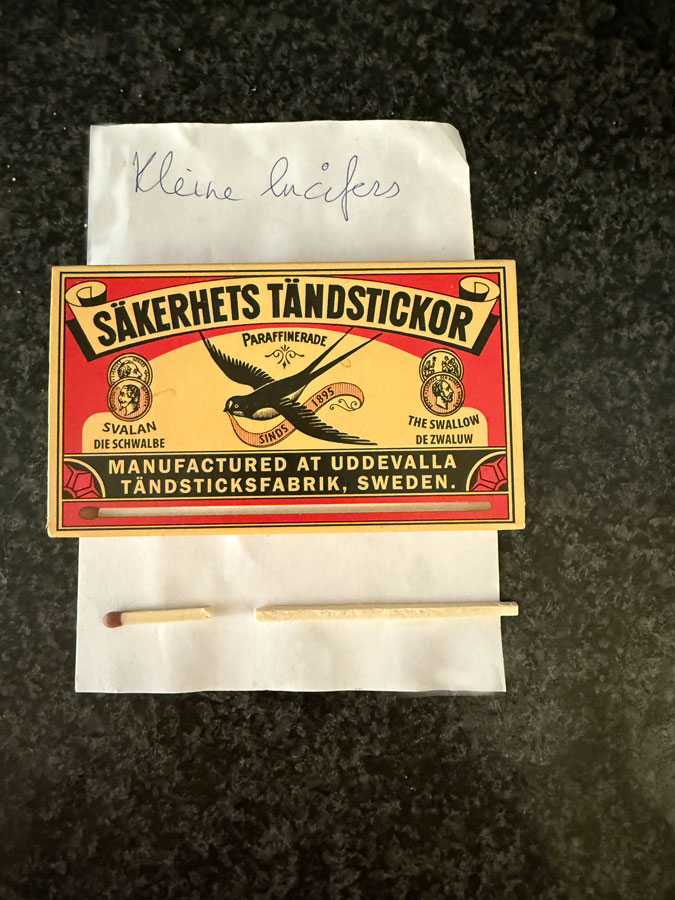 Kleine lucifers
SÄKERHETS TÄNDSTICKOR
PARAFFINERADE
SINDS 1895
SVALAN
DIE SCHWALBE
THE SWALLOW
DE ZWALUW
MANUFACTURED AT UDDEVALLA
TÄNDSTICKSFABRIK, SWEDEN.